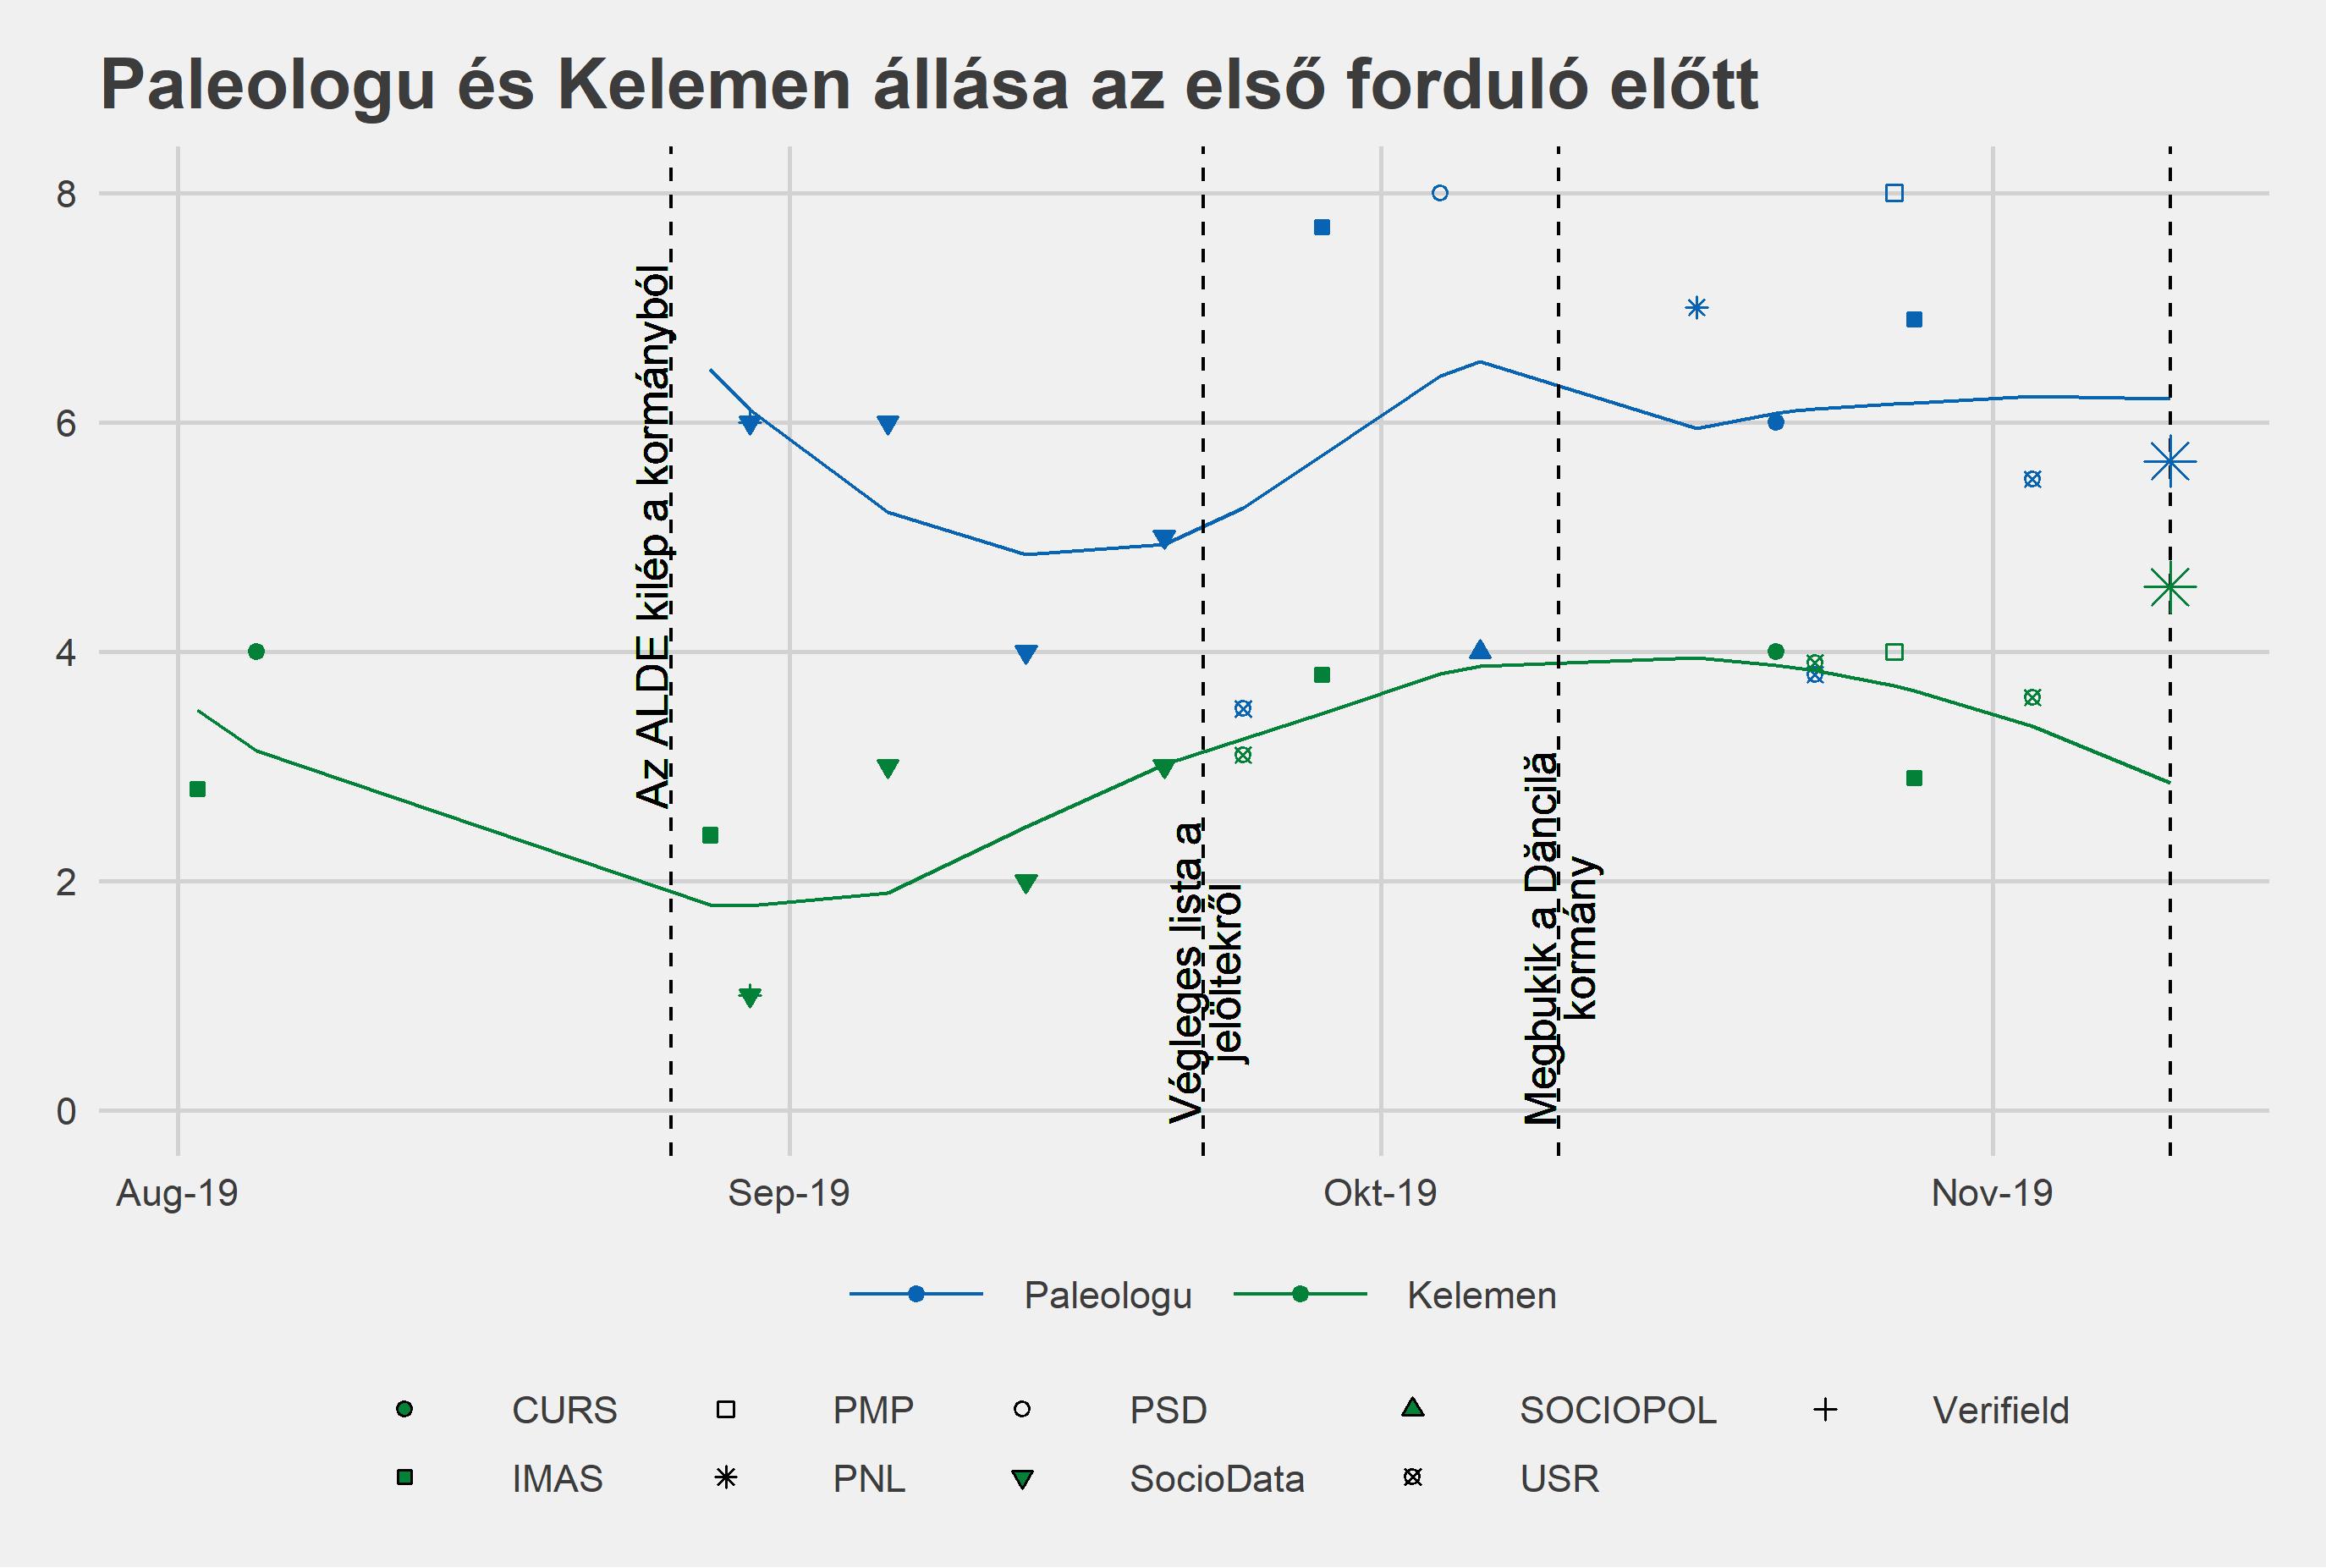 Paleologu és Kelemen állása az első forduló előtt
8
6
4
2
0
Az ALDE kilép a kormányból
Végleges lista a
jelöltekről
Megbukik a Dăncilă
kormány
Aug-19
Sep-19
Okt-19
Nov-19
Paleologu
Kelemen
CURS
PMP
PSD
SOCIOPOL
Verifield
IMAS
PNL
SocioData
USR